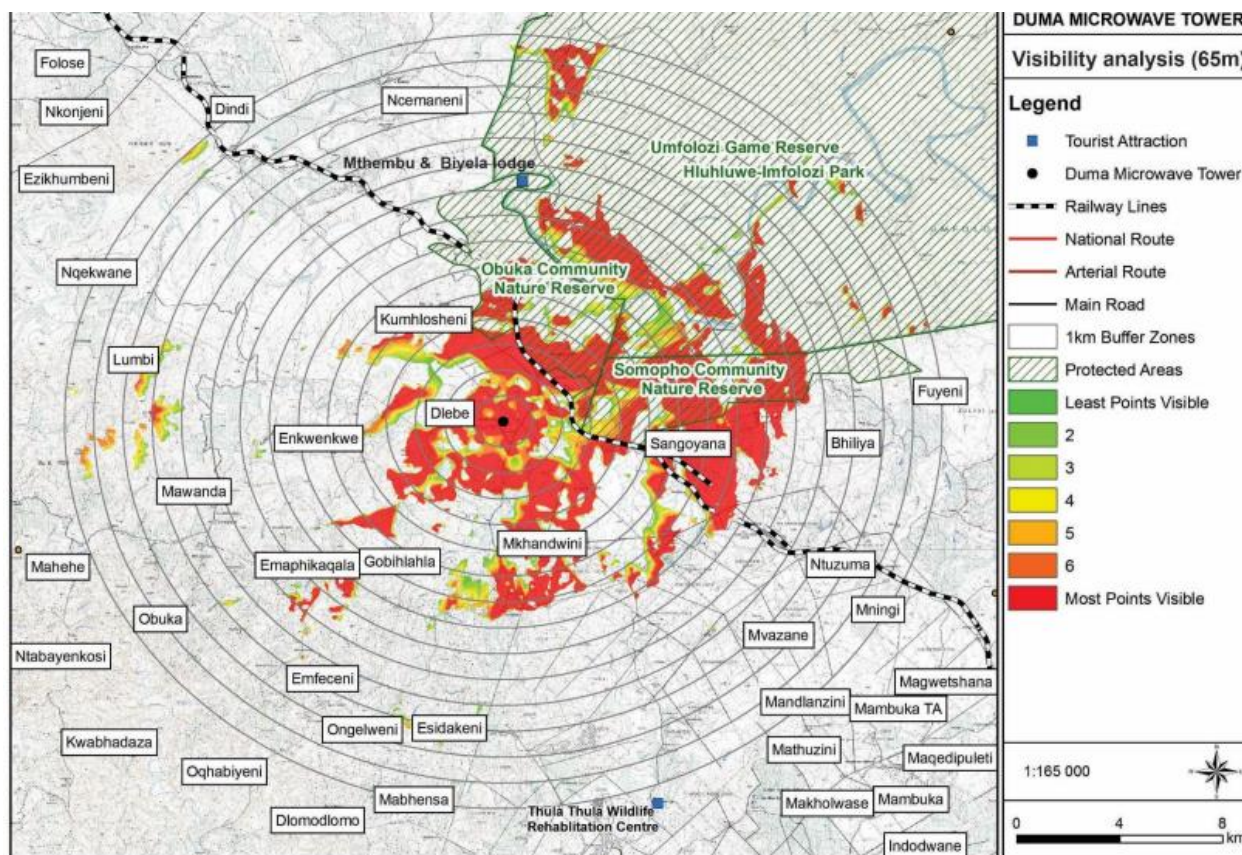 DUMA MICROWAVE TOWER
Visibility analysis (65m)
Legend
Tourist Attraction
Duma Microwave Tower
Railway Lines
National Route
Arterial Route
Main Road
1km Buffer Zones
Protected Areas
Least Points Visible
2
3
4
5
6
Most Points Visible
1:165 000
0 4 8
km
Folose
Nkonjeni
Dindi
Ncemaneni
Ezikhumbeni
Mthembu & Biyela lodge
Umfolozi Game Reserve
Hluhluwe-Imfolozi Park
Nqekwane
Obuka Community
Nature Reserve
Kumhlosheni
Lumbi
Somopho Community
Nature Reserve
Fuyeni
Dlebe
Enkwenkwe
Sangoyana
Bhiliya
Mawanda
Mkhandwini
Mahehe
Emaphikaqala
Gobihlahla
Ntuzuma
Obuka
Mningi
Mvazane
Ntabayenkosi
Emfeceni
Magwetshana
Mandlanzini
Mambuka TA
Ongelweni
Esidakeni
Kwabhadaza
Mathuzini
Maqedipuleti
Oqhabiyeni
Mabhensa
Thula Thula Wildlife
Rehablitation Centre
Makholwase
Mambuka
Dlomodlomo
Indodwane